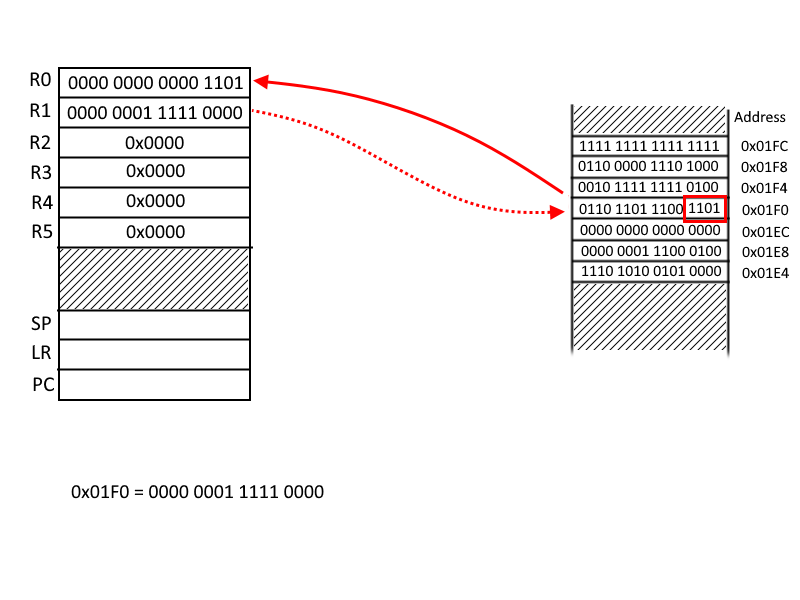 R0 0000 0000 0000 1101
R1 0000 0001 1111 0000
R2 0x0000
R3 0x0000
R4 0x0000
R5 0x0000
SP
LR
PC
Address
1111 1111 1111 1111 0x01FC
0110 0000 1110 1000 0x01F8
0010 1111 1111 0100 0x01F4
0110 1101 1100 1101 0x01F0
0000 0000 0000 0000 0x01EC
0000 0001 1100 0100 0x01E8
1110 1010 0101 0000 0x01E4
0x01F0 = 0000 0001 1111 0000